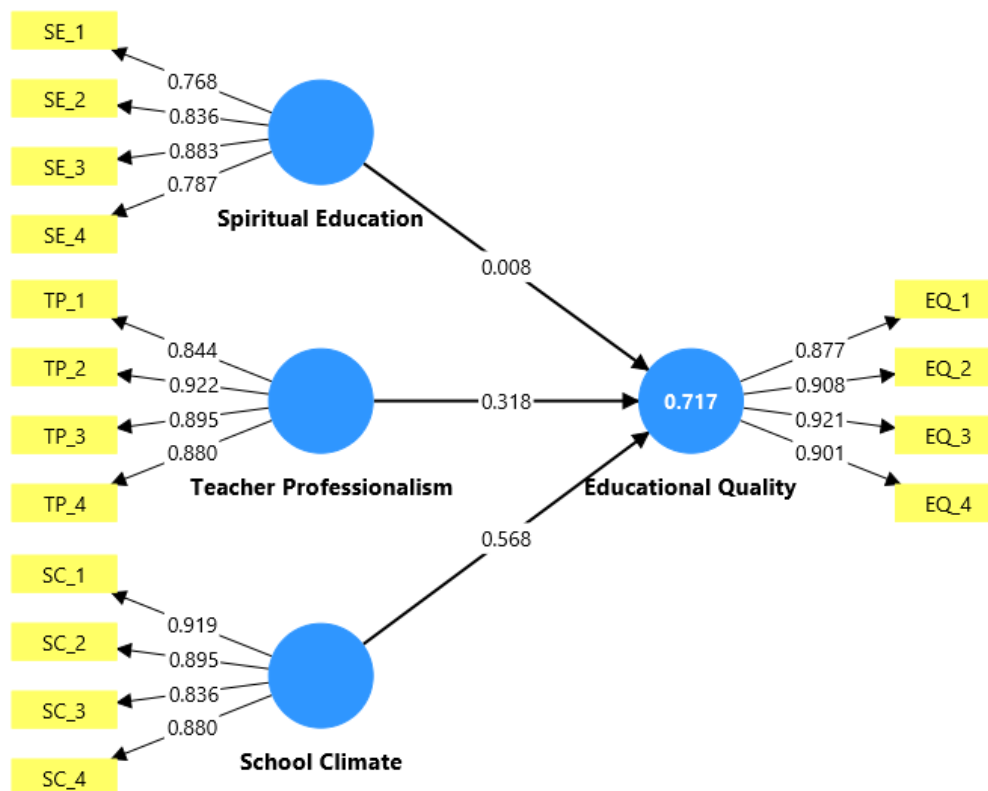 SE_1
0.768
SE_2
0.836
SE_3
0.883
0.787
SE_4
Spiritual Education
0.008
TP_1
0.844
TP_2
0.922
TP_3
0.895
0.880
TP_4
Teacher Professionalism
0.318
0.717
Educational Quality
EQ_1
0.877
EQ_2
0.908
EQ_3
0.921
0.901
EQ_4
0.568
SC_1
0.919
SC_2
0.895
SC_3
0.836
0.880
SC_4
School Climate